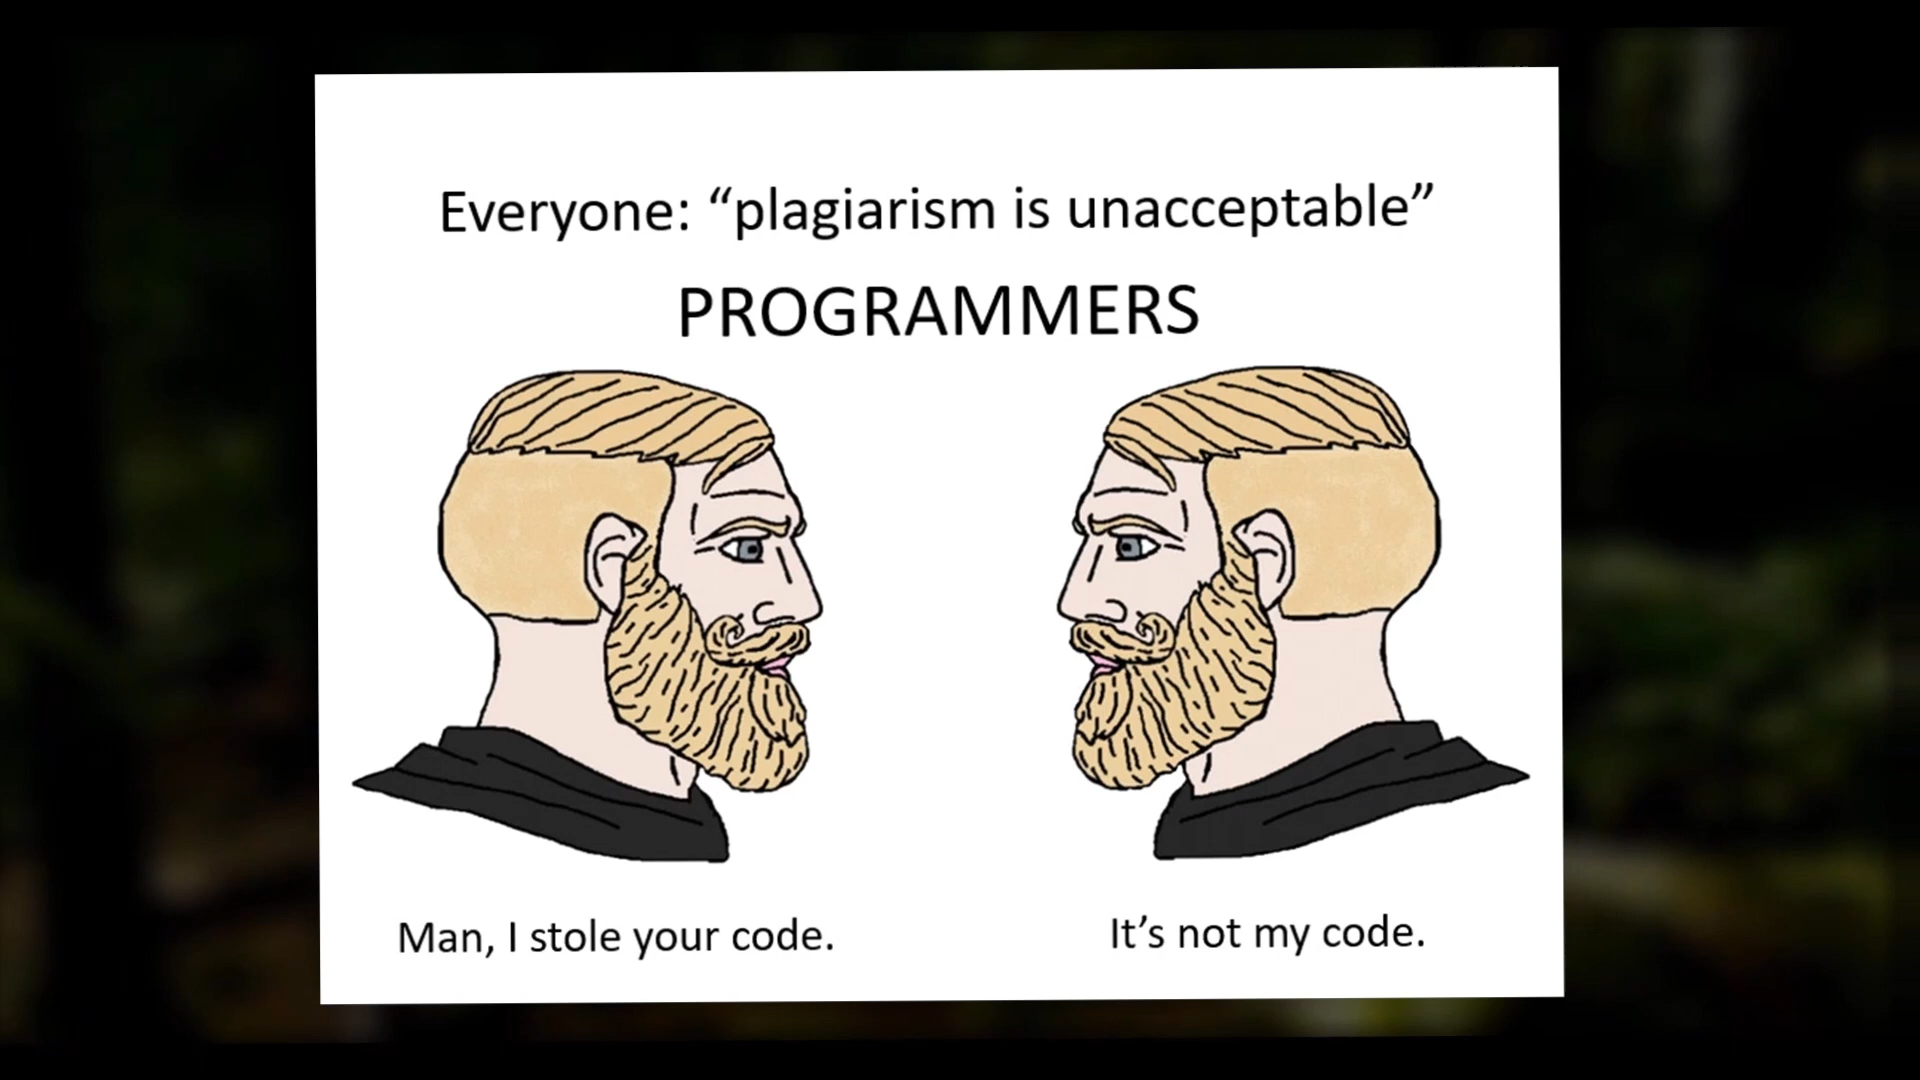 Everyone: “plagiarism is unacceptable”
PROGRAMMERS
Man, I stole your code.
It’s not my code.